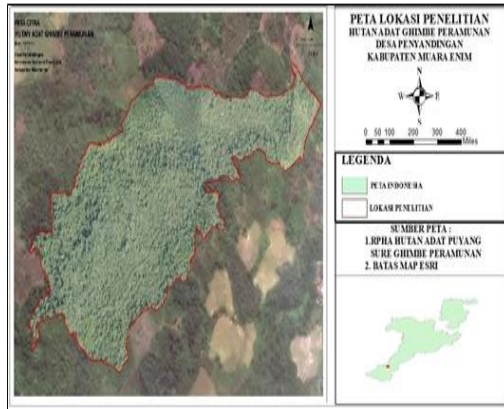 PETA CITRA
HUTAN ADAT GHIMBE PERAMUNAN
PETA LOKASI PENELITIAN
HUTAN ADAT GHIMBE PERAMUNAN
DESA PENYANDINGAN
KABUPATEN MUARA ENIM
N
W E
S
0 50 100 200 300 400
Miles
LEGENDA
PETA INDONESIA
LOKASI PENELITIAN
SUMBER PETA :
1.RPHA HUTAN ADAT PUYANG
SURE GHIMBE PERAMUNAN
2. BATAS MAP ESRI